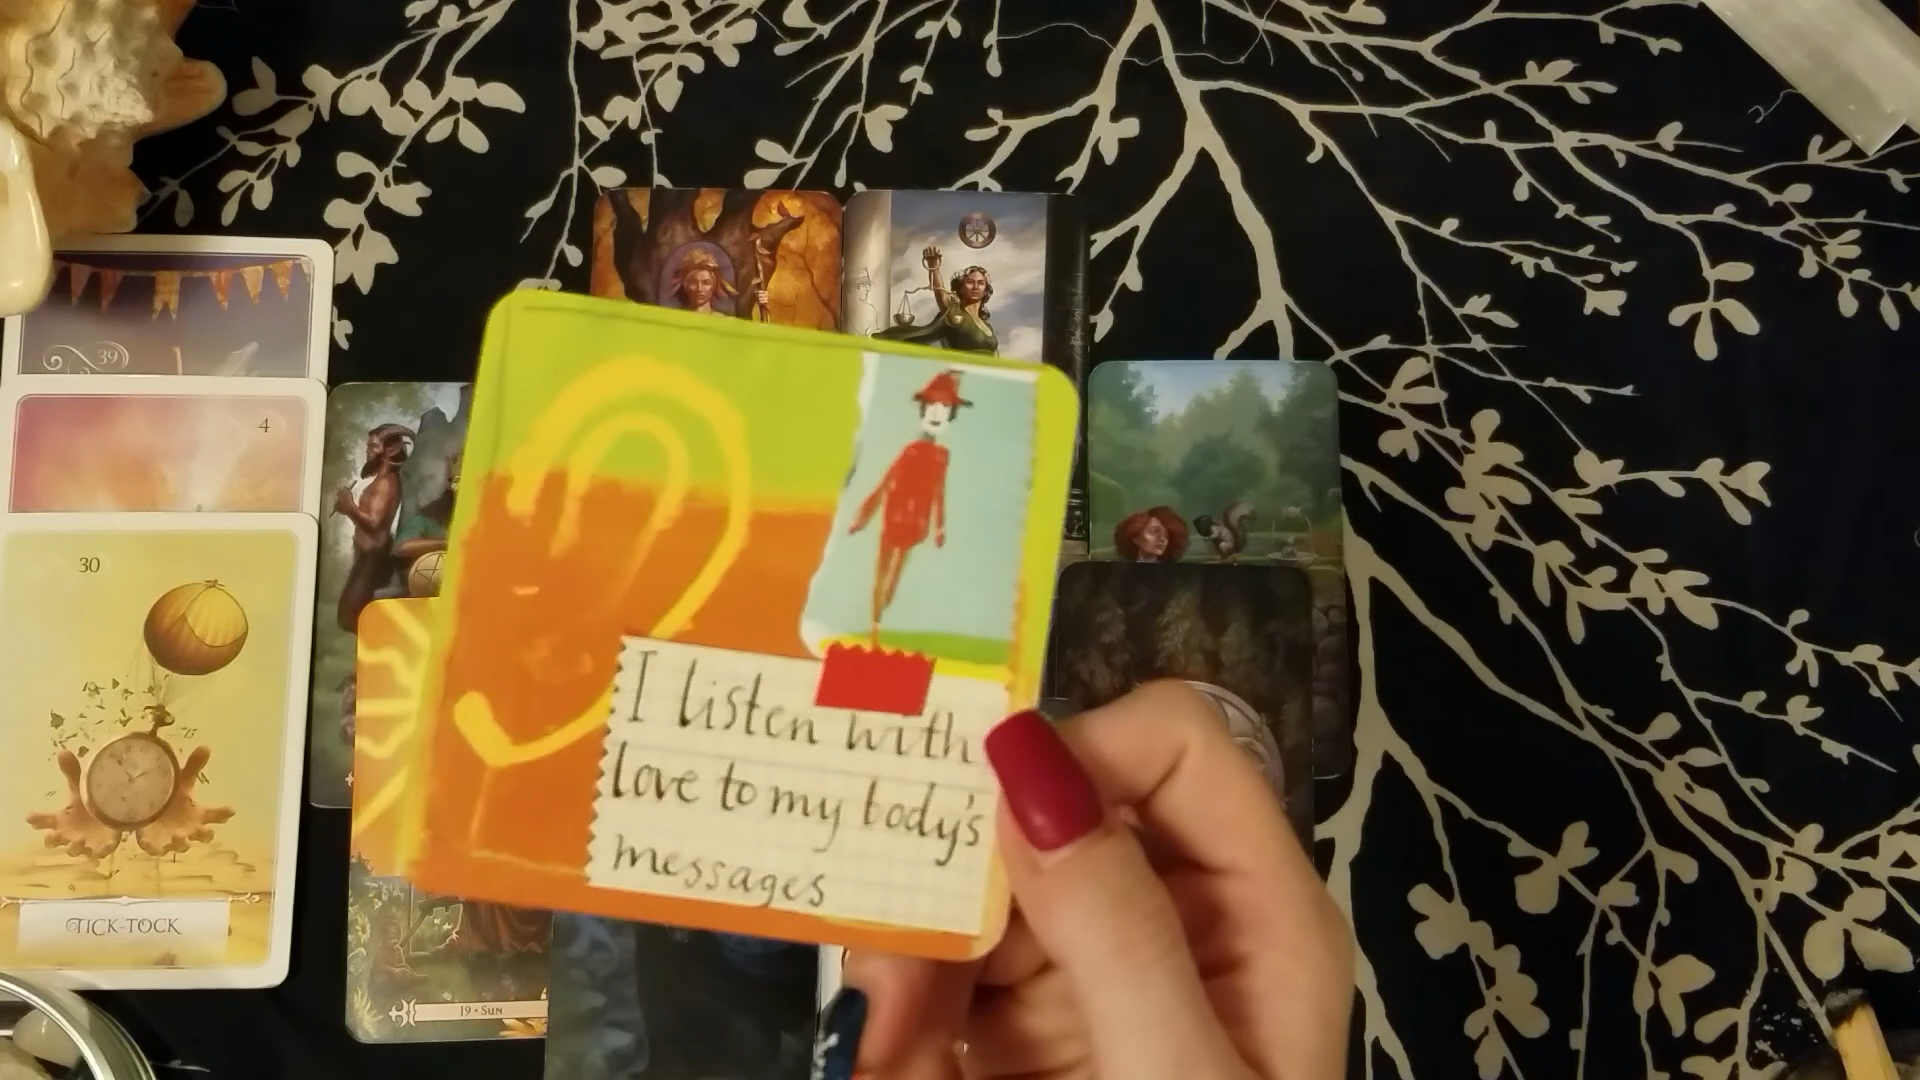 39
4
30
TICK-TOCK
I listen with
love to my body's
messages
19 • SUN